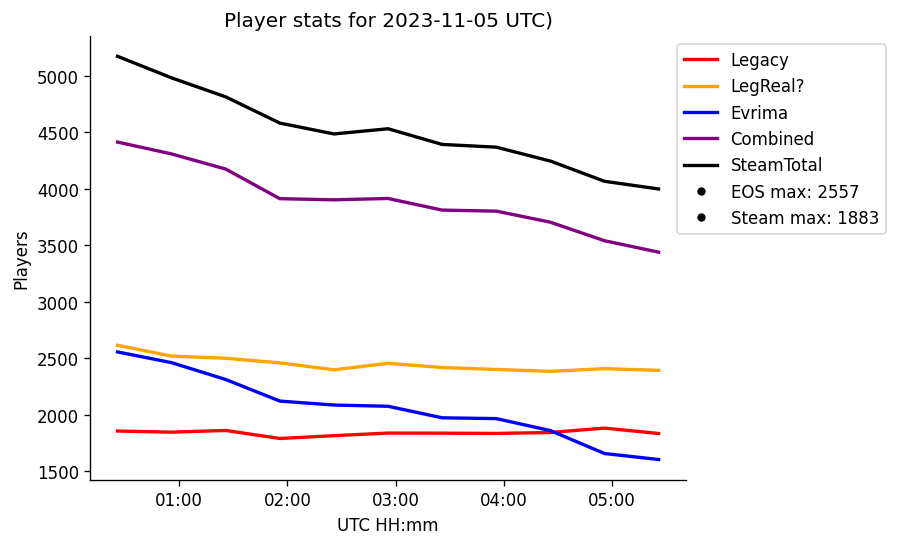 Player stats for 2023-11-05 UTC)
Legacy
LegReal?
Evrima
Combined
SteamTotal
EOS max: 2557
Steam max: 1883
Players
5000
4500
4000
3500
3000
2500
2000
1500
01:00
02:00
03:00
04:00
05:00
UTC HH:mm